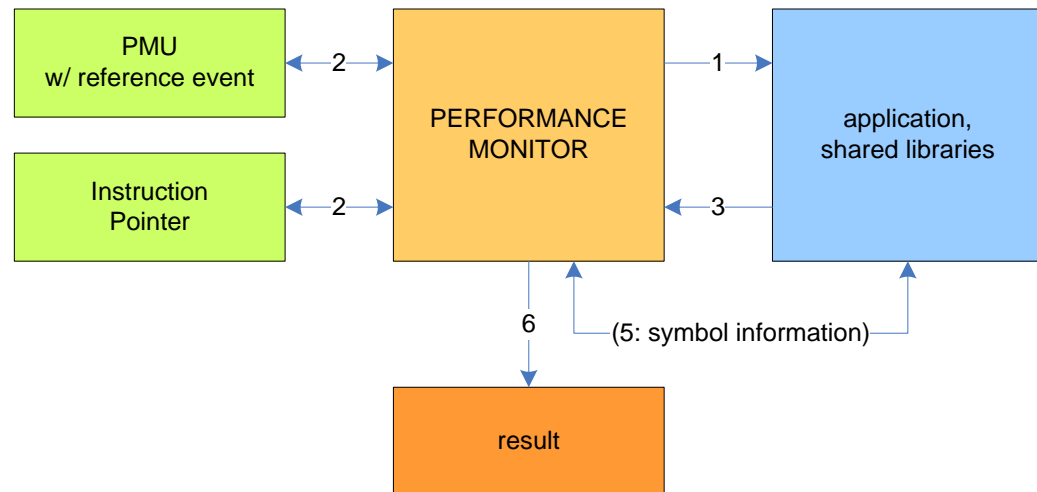 PMU
w/ reference event
2
PERFORMANCE
MONITOR
1
application,
shared libraries
Instruction
Pointer
2
3
6
(5: symbol information)
result